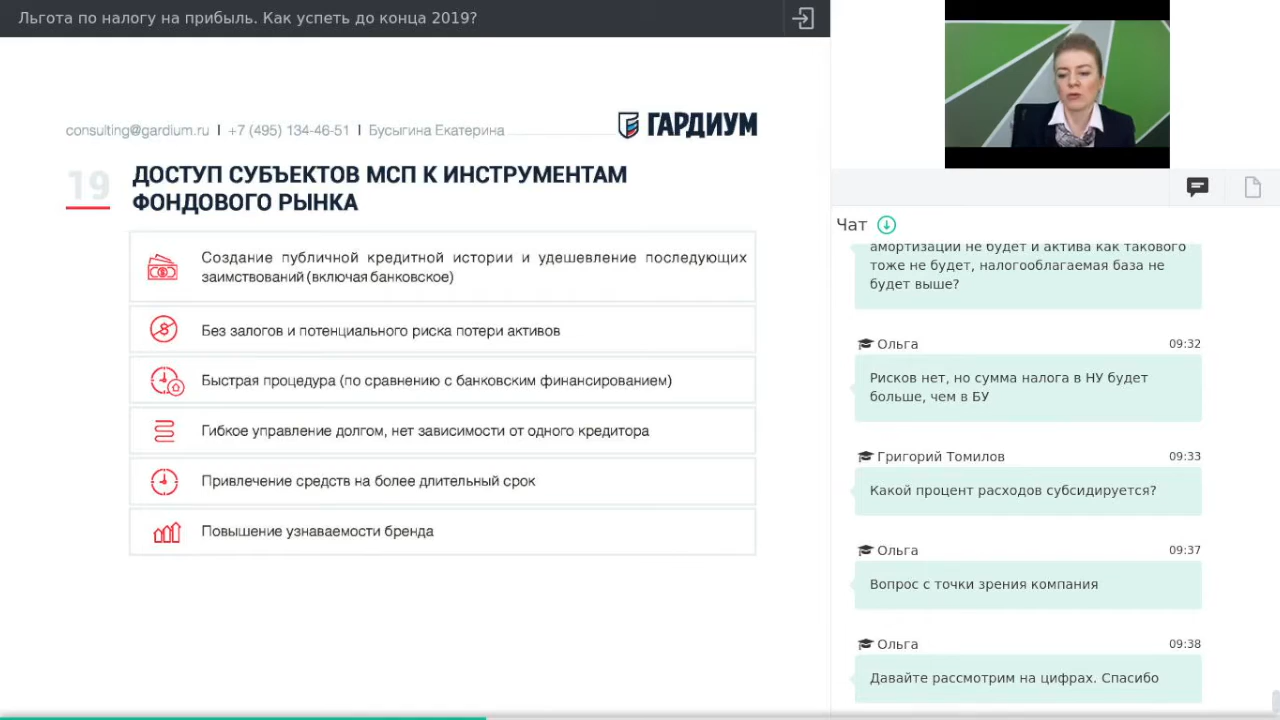 Льгота по налогу на прибыль. Как успеть до конца 2019?
consulting@gardium.ru | +7 (495) 134-46-51 | Бусыгина Екатерина
ГАРДИУМ
19
ДОСТУП СУБЪЕКТОВ МСП К ИНСТРУМЕНТАМ
ФОНДОВОГО РЫНКА
Создание публичной кредитной истории и удешевление последующих
заимствований (включая банковское)
Без залогов и потенциального риска потери активов
Быстрая процедура (по сравнению с банковским финансированием)
Гибкое управление долгом, нет зависимости от одного кредитора
Привлечение средств на более длительный срок
Повышение узнаваемости бренда
Чат
амортизации не будет и актива как такового
тоже не будет, налогооблагаемая база не
будет выше?
Ольга 09:32
Рисков нет, но сумма налога в НУ будет
больше, чем в БУ
Григорий Томилов 09:33
Какой процент расходов субсидируется?
Ольга 09:37
Вопрос с точки зрения компания
Ольга 09:38
Давайте рассмотрим на цифрах. Спасибо